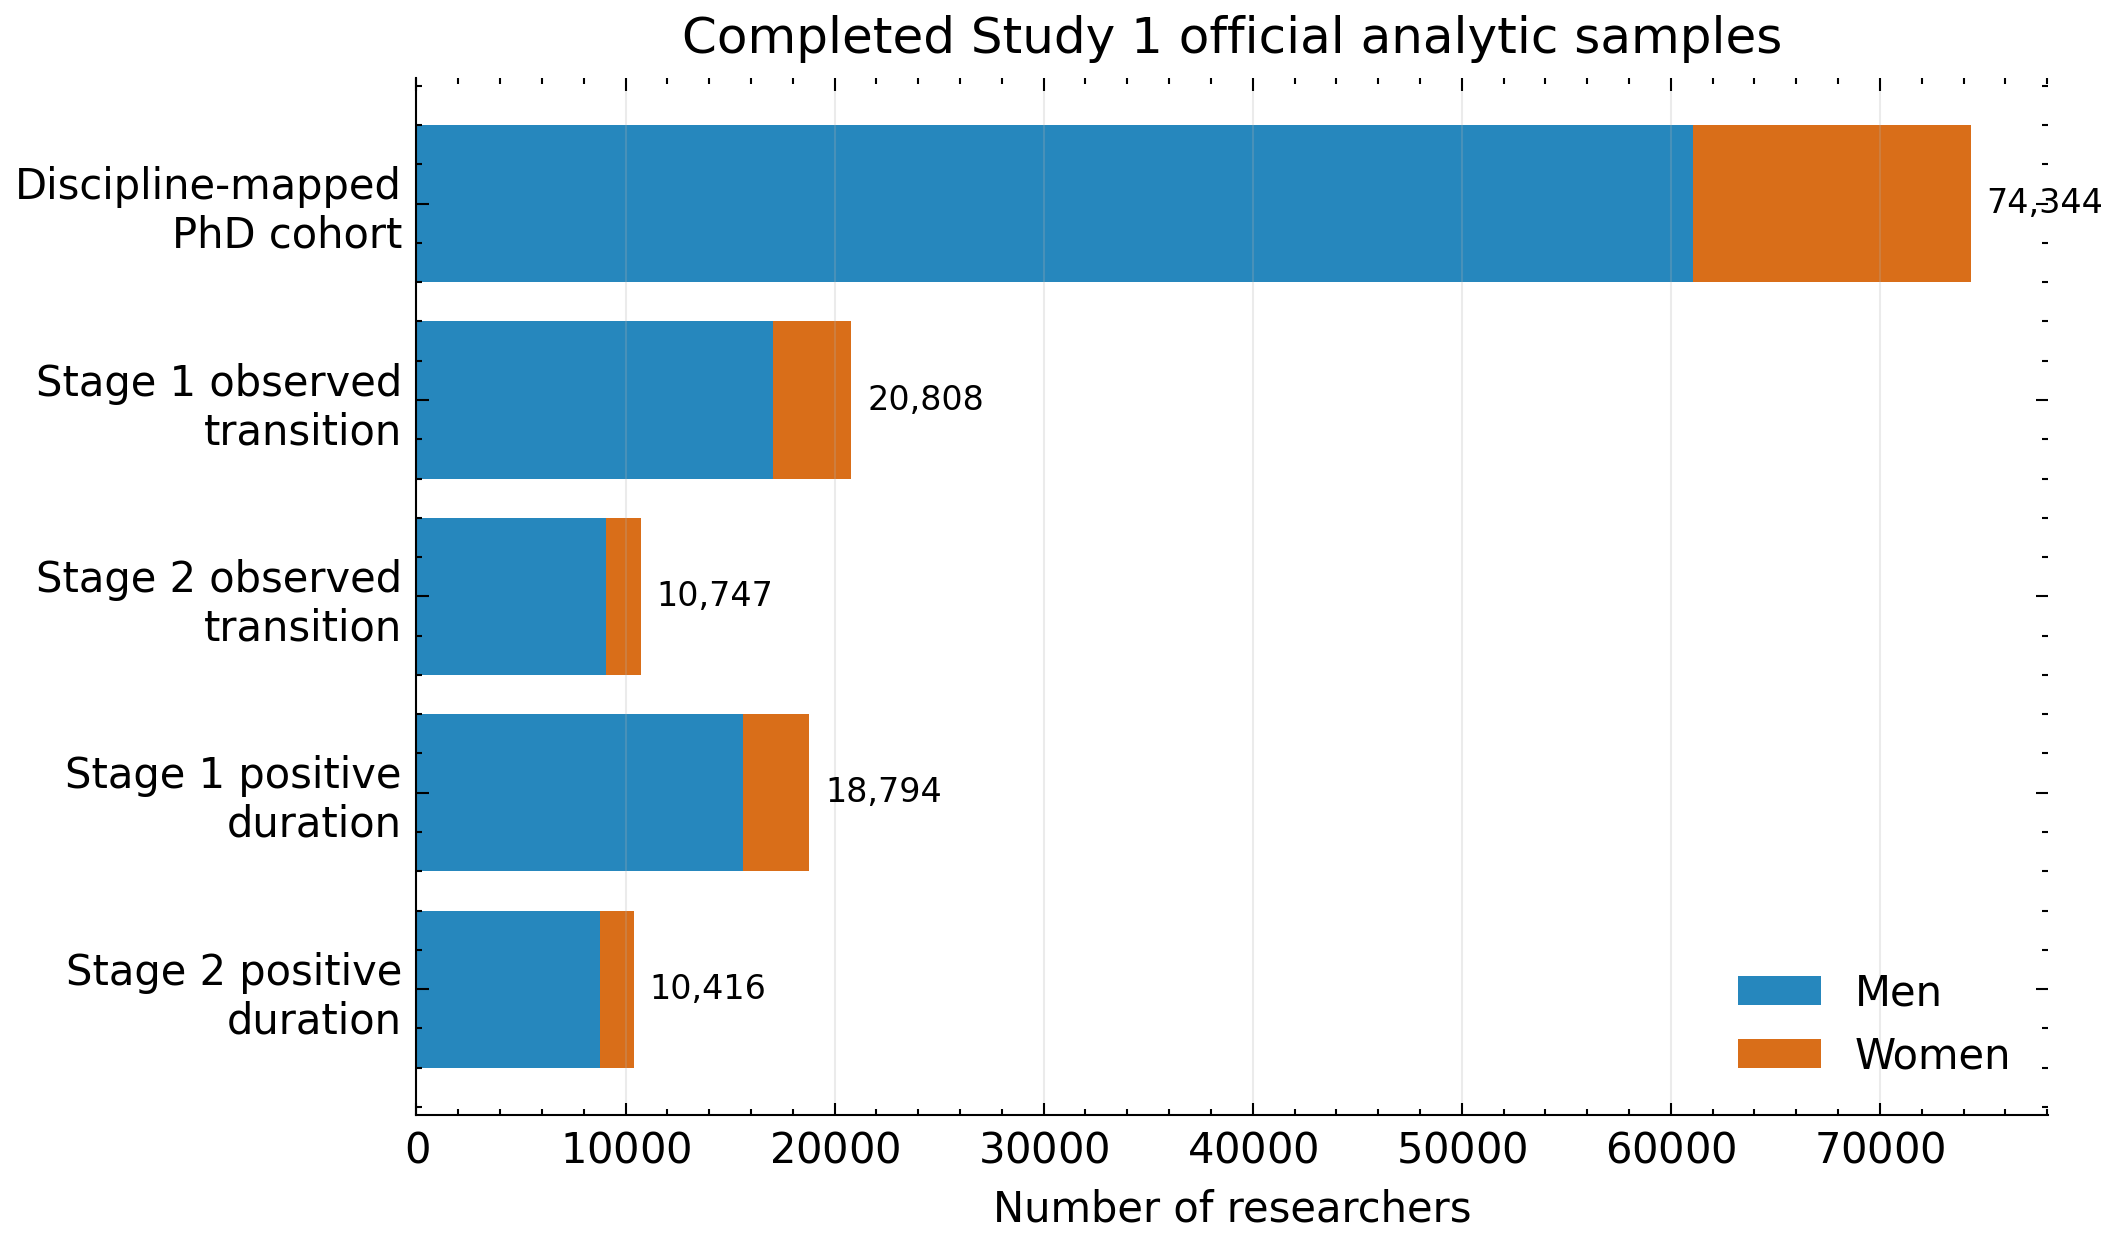 Completed Study 1 official analytic samples
Discipline-mapped
PhD cohort
74,344
Stage 1 observed
transition
20,808
Stage 2 observed
transition
10,747
Stage 1 positive
duration
18,794
Stage 2 positive
duration
10,416
Men
Women
0 10000 20000 30000 40000 50000 60000 70000
Number of researchers